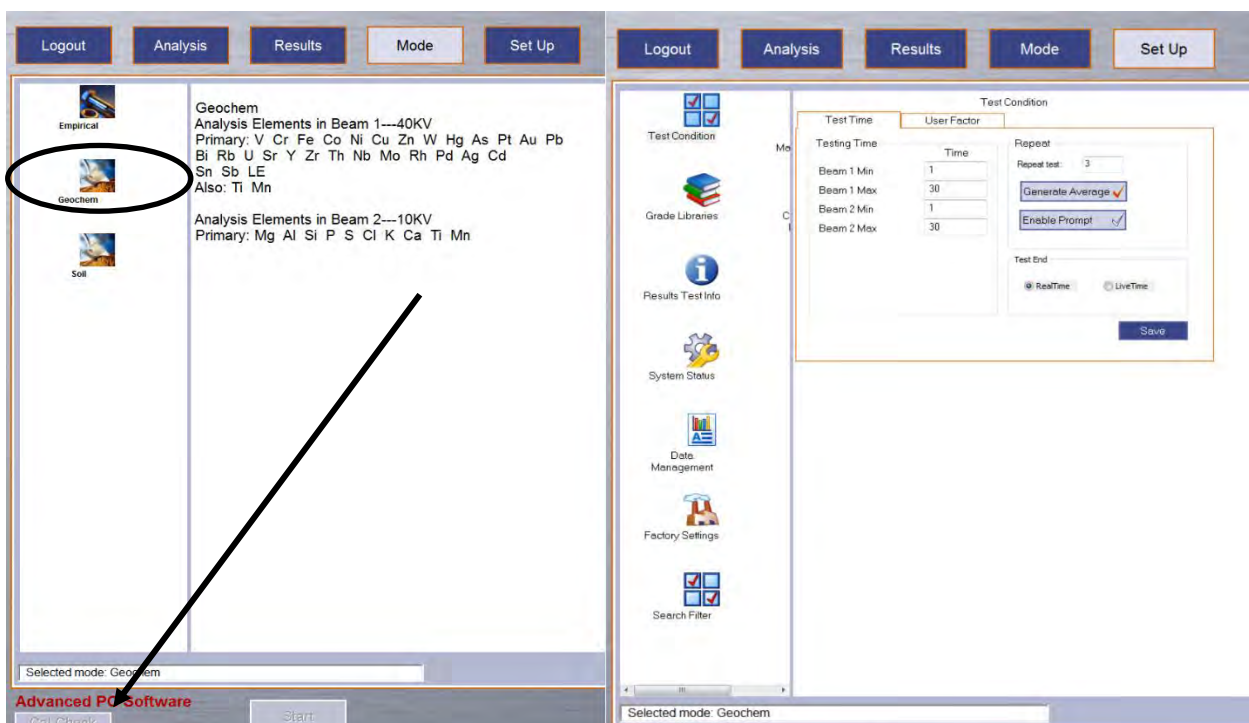 Logout
Analysis
Results
Mode
Set Up
Empirical
Geochem
Soil
Geochem
Analysis Elements in Beam 1---40KV
Primary: V Cr Fe Co Ni Cu Zn W Hg As Pt Au Pb
Bi Rb U Sr Y Zr Th Nb Mo Rh Pd Ag Cd
Sn Sb LE
Also: Ti Mn
Analysis Elements in Beam 2---10KV
Primary: Mg Al Si P S Cl K Ca Ti Mn
Selected mode: Geochem
Advanced PC Software
Cal Check
Start
Logout
Analysis
Results
Mode
Set Up
Test Condition
Grade Libraries
Results Test Info
System Status
Data
Management
Factory Settings
Search Filter
Mo
C
Test Condition
Test Time
User Factor
Testing Time
Time
Beam 1 Min 1
Beam 1 Max 30
Beam 2 Min 1
Beam 2 Max 30
Repeat
Repeat test: 3
Generate Average
Enable Prompt
Test End
RealTime
LiveTime
Save
Selected mode: Geochem